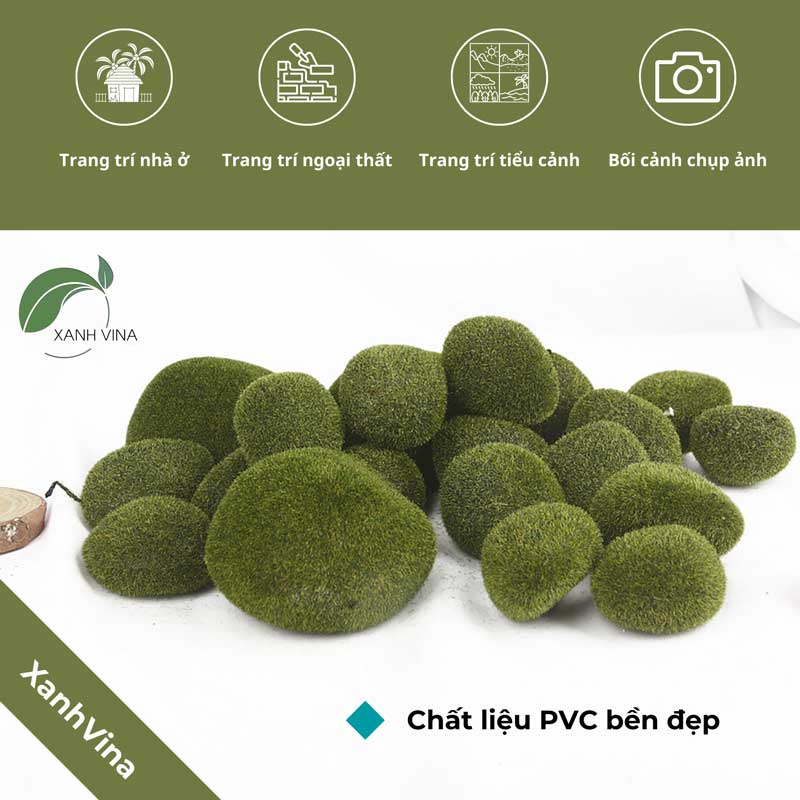 Trang trí nhà ở
Trang trí ngoại thất
Trang trí tiểu cảnh
Bối cảnh chụp ảnh
XANH VINA
XanhVina
Chất liệu PVC bền đẹp